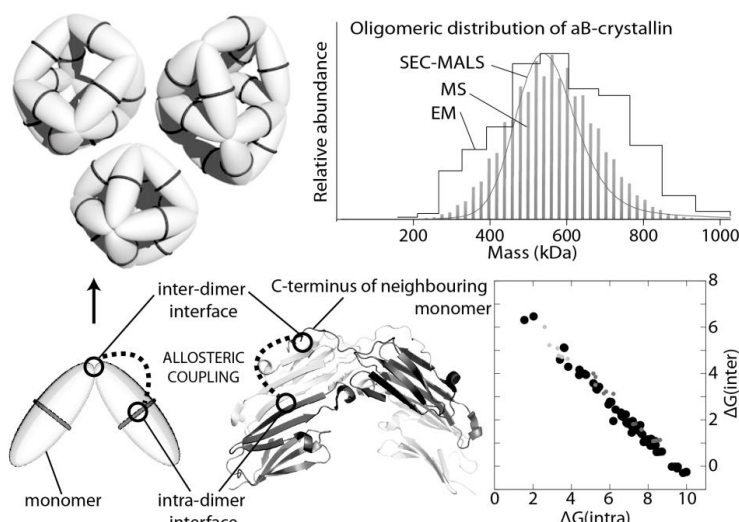 Oligomeric distribution of aB-crystallin
SEC-MALS
MS
EM
Relative abundance
200 400 600 800 1000
Mass (kDa)
inter-dimer
interface
C-terminus of neighbouring
monomer
ALLOSTERIC
COUPLING
monomer
intra-dimer
interface
8
6
4
2
0
ΔG(inter)
0 2 4 6 8 10
ΔG(intra)